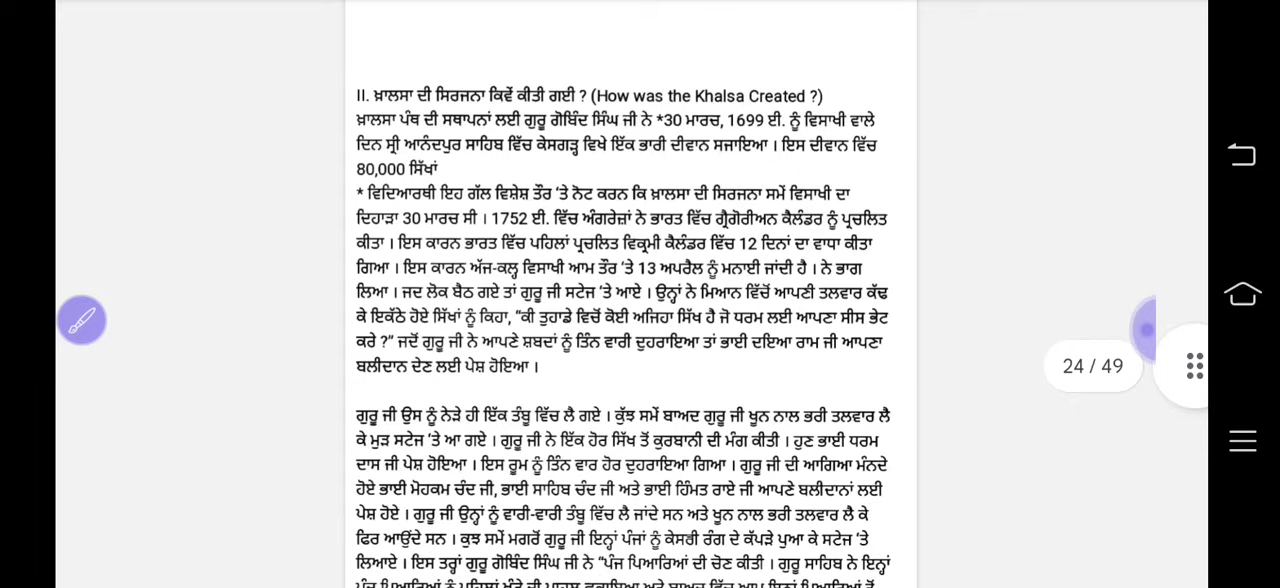 II. ਖ਼ਾਲਸਾ ਦੀ ਸਿਰਜਨਾ ਕਿਵੇਂ ਕੀਤੀ ਗਈ ? (How was the Khalsa Created ?)
ਖ਼ਾਲਸਾ ਪੰਥ ਦੀ ਸਥਾਪਨਾਂ ਲਈ ਗੁਰੂ ਗੋਬਿੰਦ ਸਿੰਘ ਜੀ ਨੇ *30 ਮਾਰਚ, 1699 ਈ. ਨੂੰ ਵਿਸਾਖੀ ਵਾਲੇ
ਦਿਨ ਸ੍ਰੀ ਆਨੰਦਪੁਰ ਸਾਹਿਬ ਵਿੱਚ ਕੇਸਗੜ੍ਹ ਵਿਖੇ ਇੱਕ ਭਾਰੀ ਦੀਵਾਨ ਸਜਾਇਆ । ਇਸ ਦੀਵਾਨ ਵਿੱਚ
80,000 ਸਿੱਖਾਂ
* ਵਿਦਿਆਰਥੀ ਇਹ ਗੱਲ ਵਿਸ਼ੇਸ਼ ਤੌਰ ‘ਤੇ ਨੋਟ ਕਰਨ ਕਿ ਖ਼ਾਲਸਾ ਦੀ ਸਿਰਜਨਾ ਸਮੇਂ ਵਿਸਾਖੀ ਦਾ
ਦਿਹਾੜਾ 30 ਮਾਰਚ ਸੀ । 1752 ਈ. ਵਿੱਚ ਅੰਗਰੇਜ਼ਾਂ ਨੇ ਭਾਰਤ ਵਿੱਚ ਗ੍ਰੈਗੋਰੀਅਨ ਕੈਲੰਡਰ ਨੂੰ ਪ੍ਰਚਲਿਤ
ਕੀਤਾ । ਇਸ ਕਾਰਨ ਭਾਰਤ ਵਿੱਚ ਪਹਿਲਾਂ ਪ੍ਰਚਲਿਤ ਵਿਕ੍ਰਮੀ ਕੈਲੰਡਰ ਵਿੱਚ 12 ਦਿਨਾਂ ਦਾ ਵਾਧਾ ਕੀਤਾ
ਗਿਆ । ਇਸ ਕਾਰਨ ਅੱਜ-ਕਲ੍ਹ ਵਿਸਾਖੀ ਆਮ ਤੌਰ ‘ਤੇ 13 ਅਪਰੈਲ ਨੂੰ ਮਨਾਈ ਜਾਂਦੀ ਹੈ । ਨੇ ਭਾਗ
ਲਿਆ । ਜਦ ਲੋਕ ਬੈਠ ਗਏ ਤਾਂ ਗੁਰੂ ਜੀ ਸਟੇਜ ‘ਤੇ ਆਏ । ਉਨ੍ਹਾਂ ਨੇ ਮਿਆਨ ਵਿੱਚੋਂ ਆਪਣੀ ਤਲਵਾਰ ਕੱਢ
ਕੇ ਇਕੱਠੇ ਹੋਏ ਸਿੱਖਾਂ ਨੂੰ ਕਿਹਾ, “ਕੀ ਤੁਹਾਡੇ ਵਿਚੋਂ ਕੋਈ ਅਜਿਹਾ ਸਿੱਖ ਹੈ ਜੋ ਧਰਮ ਲਈ ਆਪਣਾ ਸੀਸ ਭੇਟ
ਕਰੇ ?” ਜਦੋਂ ਗੁਰੂ ਜੀ ਨੇ ਆਪਣੇ ਸ਼ਬਦਾਂ ਨੂੰ ਤਿੰਨ ਵਾਰੀ ਦੁਹਰਾਇਆ ਤਾਂ ਭਾਈ ਦਇਆ ਰਾਮ ਜੀ ਆਪਣਾ
ਬਲੀਦਾਨ ਦੇਣ ਲਈ ਪੇਸ਼ ਹੋਇਆ ।
ਗੁਰੂ ਜੀ ਉਸ ਨੂੰ ਨੇੜੇ ਹੀ ਇੱਕ ਤੰਬੂ ਵਿੱਚ ਲੈ ਗਏ । ਕੁੱਝ ਸਮੇਂ ਬਾਅਦ ਗੁਰੂ ਜੀ ਖੂਨ ਨਾਲ ਭਰੀ ਤਲਵਾਰ ਲੈ
ਕੇ ਮੁੜ ਸਟੇਜ ‘ਤੇ ਆ ਗਏ । ਗੁਰੂ ਜੀ ਨੇ ਇੱਕ ਹੋਰ ਸਿੱਖ ਤੋਂ ਕੁਰਬਾਨੀ ਦੀ ਮੰਗ ਕੀਤੀ । ਹੁਣ ਭਾਈ ਧਰਮ
ਦਾਸ ਜੀ ਪੇਸ਼ ਹੋਇਆ । ਇਸ ਰੂਮ ਨੂੰ ਤਿੰਨ ਵਾਰ ਹੋਰ ਦੁਹਰਾਇਆ ਗਿਆ । ਗੁਰੂ ਜੀ ਦੀ ਆਗਿਆ ਮੰਨਦੇ
ਹੋਏ ਭਾਈ ਮੋਹਕਮ ਚੰਦ ਜੀ, ਭਾਈ ਸਾਹਿਬ ਚੰਦ ਜੀ ਅਤੇ ਭਾਈ ਹਿੰਮਤ ਰਾਏ ਜੀ ਆਪਣੇ ਬਲੀਦਾਨਾਂ ਲਈ
ਪੇਸ਼ ਹੋਏ । ਗੁਰੂ ਜੀ ਉਨ੍ਹਾਂ ਨੂੰ ਵਾਰੀ-ਵਾਰੀ ਤੰਬੂ ਵਿੱਚ ਲੈ ਜਾਂਦੇ ਸਨ ਅਤੇ ਖੂਨ ਨਾਲ ਭਰੀ ਤਲਵਾਰ ਲੈ ਕੇ
ਫਿਰ ਆਉਂਦੇ ਸਨ । ਕੁਝ ਸਮੇਂ ਮਗਰੋਂ ਗੁਰੂ ਜੀ ਇਨ੍ਹਾਂ ਪੰਜਾਂ ਨੂੰ ਕੇਸਰੀ ਰੰਗ ਦੇ ਕੱਪੜੇ ਪੁਆ ਕੇ ਸਟੇਜ ‘ਤੇ
ਲਿਆਏ । ਇਸ ਤਰ੍ਹਾਂ ਗੁਰੂ ਗੋਬਿੰਦ ਸਿੰਘ ਜੀ ਨੇ “ਪੰਜ ਪਿਆਰਿਆਂ ਦੀ ਚੋਣ ਕੀਤੀ । ਗੁਰੂ ਸਾਹਿਬ ਨੇ ਇਨ੍ਹਾਂ
24 / 49